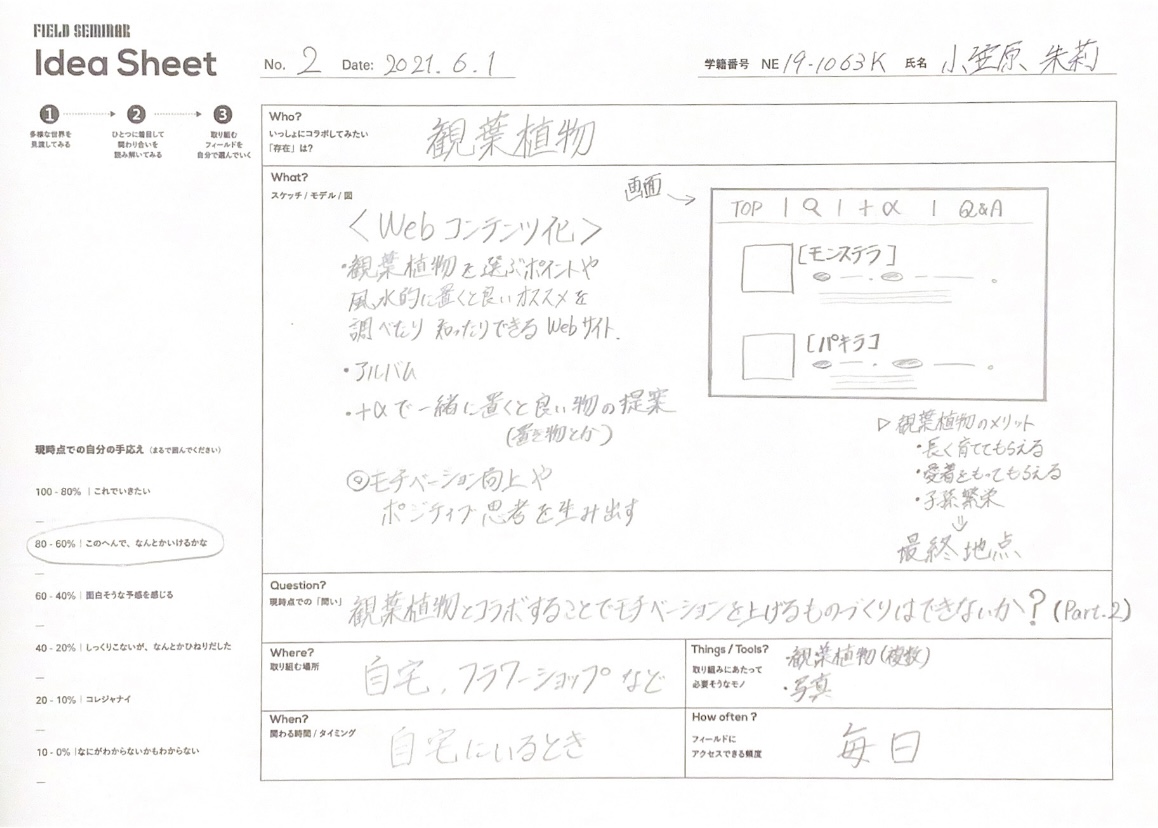 FIELD SEMINAR
Idea Sheet
No. 2 Date: 2021. 6. 1
学籍番号 NE 19-1063K 氏名 小笠原 朱莉
1 2 3
多様な世界を
見渡してみる
ひとつに着目して
関わり合いを
読み解いてみる
取り組む
フィールドを
自分で選んでいく
Who?
いっしょにコラボしてみたい
「存在」は?
観葉植物
What?
スケッチ / モデル / 図
<Webコンテンツ化>
・観葉植物を選ぶポイントや
風水的に置くと良いオススメを
調べたり 知ったりできるWebサイト.
・アルバム
・+αで一緒に置くと良い物の提案
(置き物とか)
◎モチベーション向上や
ポジティブ思考を生み出す
画面→
TOP | Q | +α | Q&A
[モンステラ]
[パキラ]
▷観葉植物のメリット
・長く育ててもらえる
・愛着をもってもらえる
・子孫繁栄
⇓
最終地点
現時点での自分の手応え (まるで囲んでください)
100 - 80% | これでいきたい
80 - 60% | このへんで、なんとかいけるかな
60 - 40% | 面白そうな予感を感じる
40 - 20% | しっくりこないが、なんとかひねりだした
20 - 10% | コレジャナイ
10 - 0% | なにがわからないかもわからない
Question?
現時点での「問い」
観葉植物とコラボすることでモチベーションを上げるものづくりはできないか?(Part.2)
Where?
取り組む場所
自宅, フラワーショップなど
Things / Tools?
取り組みにあたって
必要そうなモノ
・観葉植物(複数)
・写真
When?
関わる時間 / タイミング
自宅にいるとき
How often ?
フィールドに
アクセスできる頻度
毎日